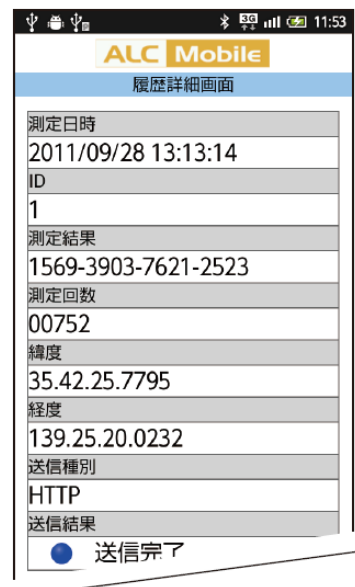 3G 11:53
ALC Mobile
履歴詳細画面
測定日時
2011/09/28 13:13:14
ID
1
測定結果
1569-3903-7621-2523
測定回数
00752
緯度
35.42.25.7795
経度
139.25.20.0232
送信種別
HTTP
送信結果
送信完了